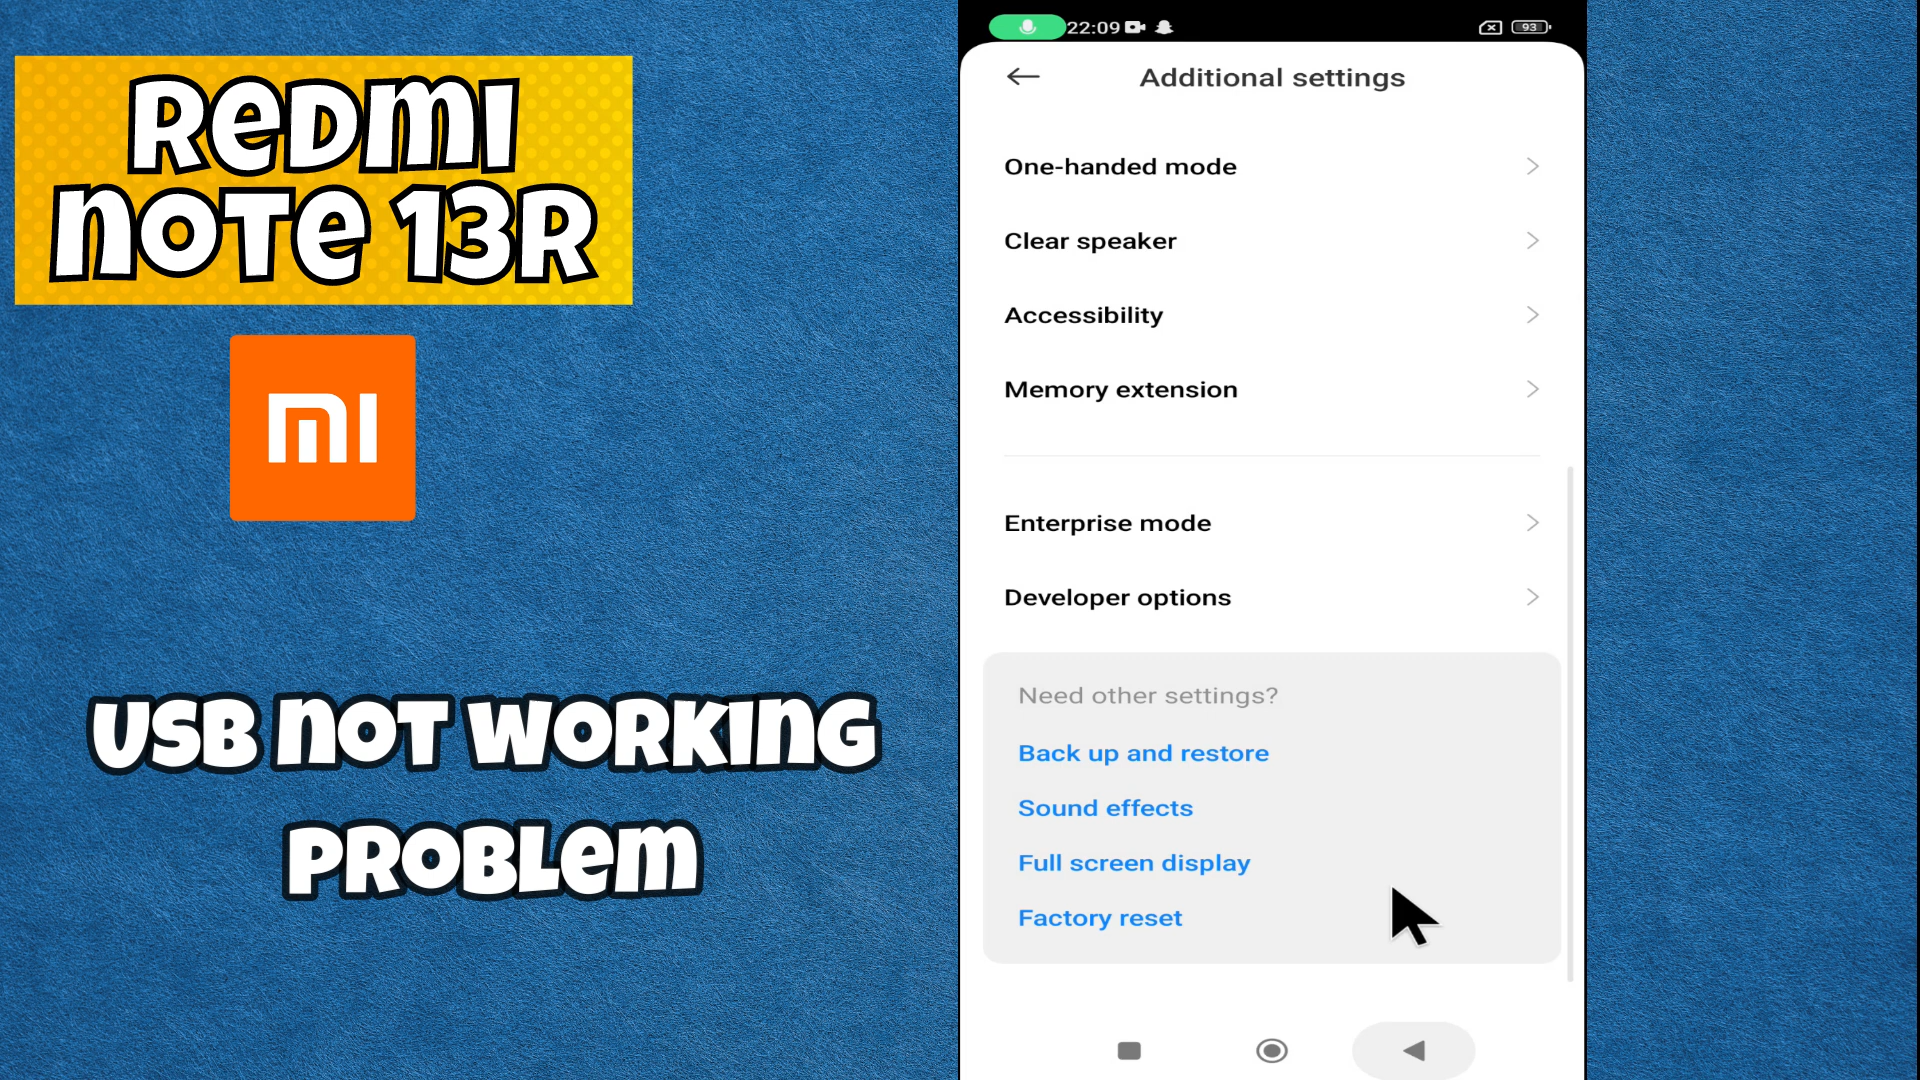 Redmi
note 13R
mi
USB not working
problem
22:09
93
Additional settings
One-handed mode
Clear speaker
Accessibility
Memory extension
Enterprise mode
Developer options
Need other settings?
Back up and restore
Sound effects
Full screen display
Factory reset